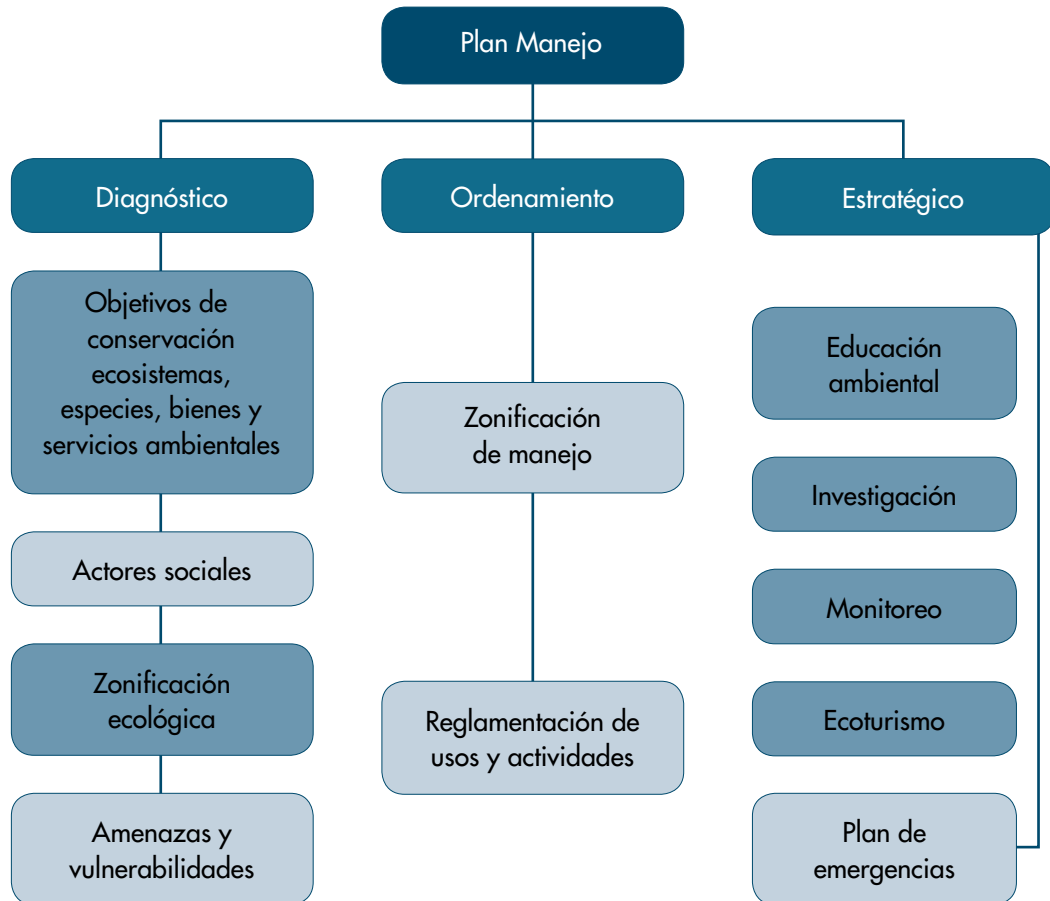 Plan Manejo
Diagnóstico
Objetivos de
conservación
ecosistemas,
especies, bienes y
servicios ambientales
Actores sociales
Zonificación
ecológica
Amenazas y
vulnerabilidades
Ordenamiento
Zonificación
de manejo
Reglamentación de
usos y actividades
Estratégico
Educación
ambiental
Investigación
Monitoreo
Ecoturismo
Plan de
emergencias